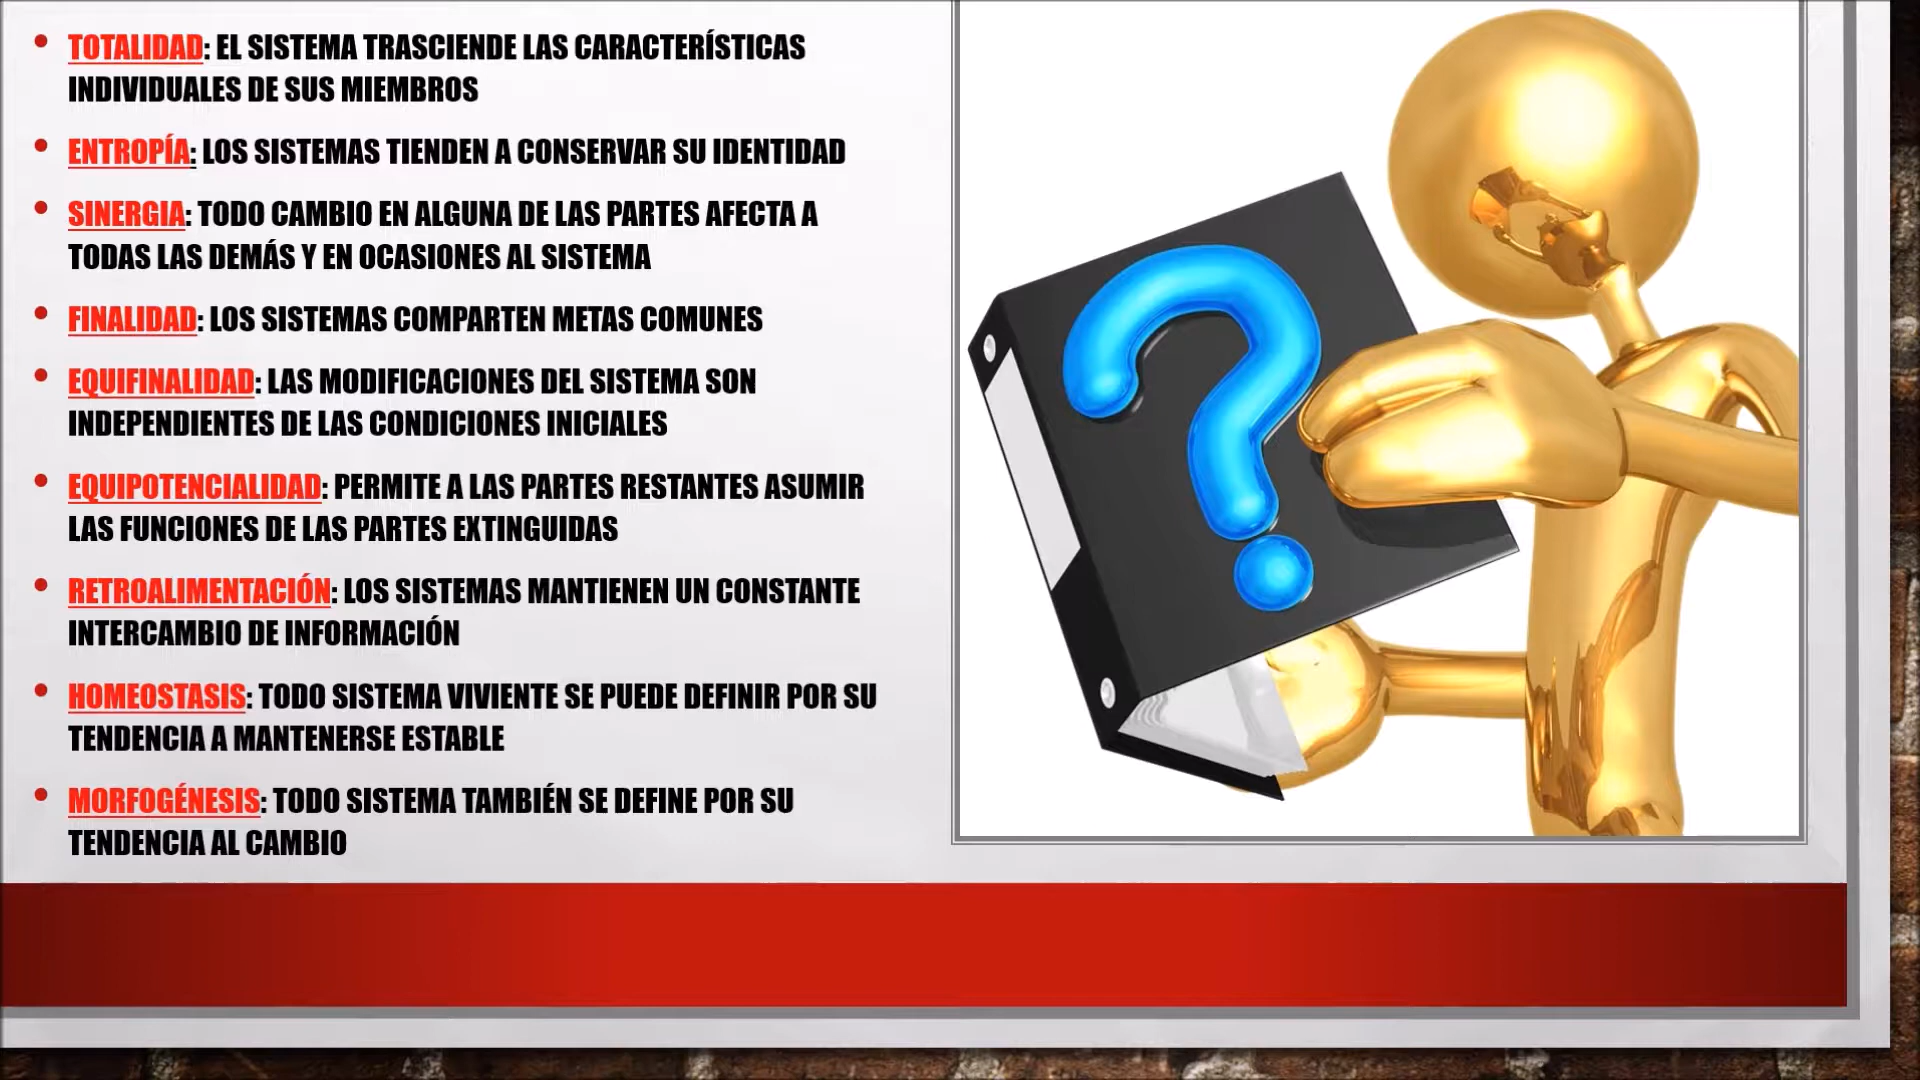 • TOTALIDAD: EL SISTEMA TRASCIENDE LAS CARACTERÍSTICAS
INDIVIDUALES DE SUS MIEMBROS
• ENTROPÍA: LOS SISTEMAS TIENDEN A CONSERVAR SU IDENTIDAD
• SINERGIA: TODO CAMBIO EN ALGUNA DE LAS PARTES AFECTA A
TODAS LAS DEMÁS Y EN OCASIONES AL SISTEMA
• FINALIDAD: LOS SISTEMAS COMPARTEN METAS COMUNES
• EQUIFINALIDAD: LAS MODIFICACIONES DEL SISTEMA SON
INDEPENDIENTES DE LAS CONDICIONES INICIALES
• EQUIPOTENCIALIDAD: PERMITE A LAS PARTES RESTANTES ASUMIR
LAS FUNCIONES DE LAS PARTES EXTINGUIDAS
• RETROALIMENTACIÓN: LOS SISTEMAS MANTIENEN UN CONSTANTE
INTERCAMBIO DE INFORMACIÓN
• HOMEOSTASIS: TODO SISTEMA VIVIENTE SE PUEDE DEFINIR POR SU
TENDENCIA A MANTENERSE ESTABLE
• MORFOGÉNESIS: TODO SISTEMA TAMBIÉN SE DEFINE POR SU
TENDENCIA AL CAMBIO
?